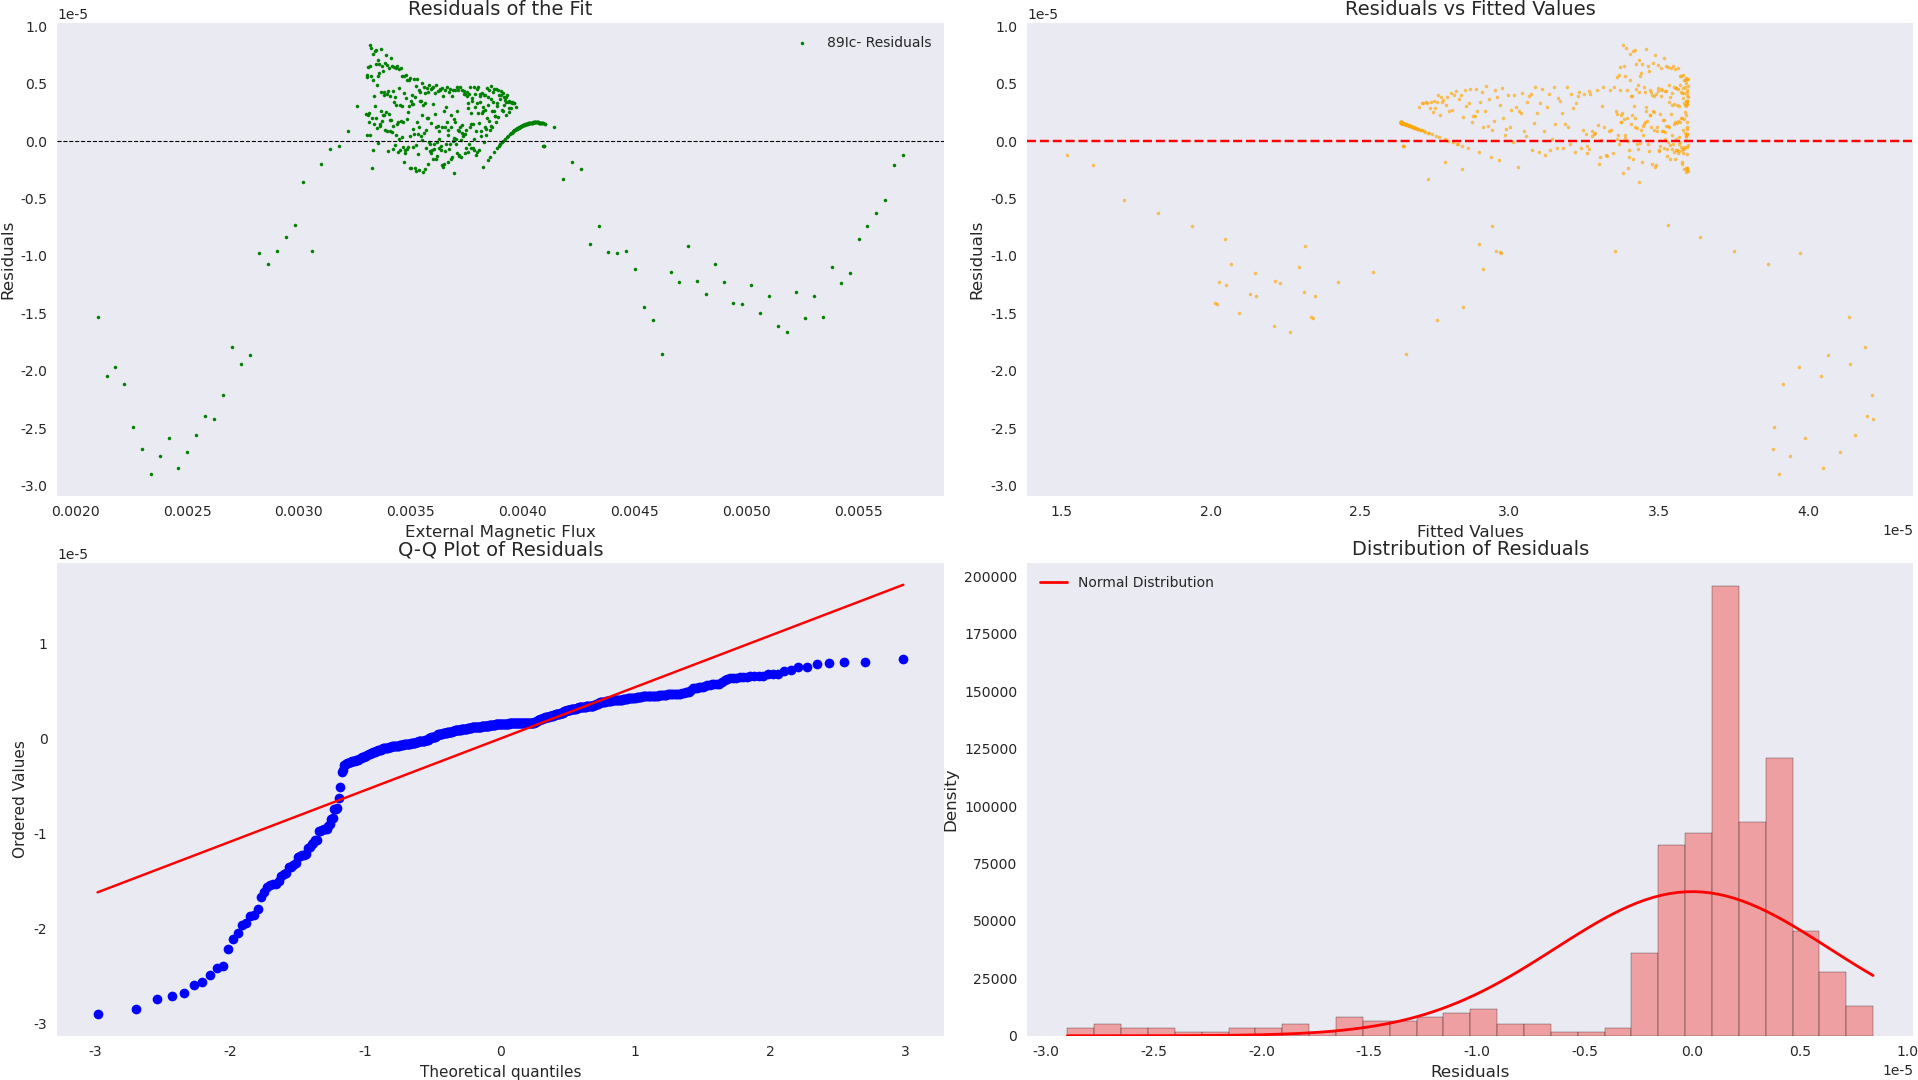 Residuals of the Fit
1e-5
1.0
0.5
0.0
-0.5
-1.0
-1.5
-2.0
-2.5
-3.0
Residuals
89Ic- Residuals
0.0020 0.0025 0.0030 0.0035 0.0040 0.0045 0.0050 0.0055
External Magnetic Flux
Residuals vs Fitted Values
1e-5
1.0
0.5
0.0
-0.5
-1.0
-1.5
-2.0
-2.5
-3.0
Residuals
1.5 2.0 2.5 3.0 3.5 4.0
1e-5
Fitted Values
Q-Q Plot of Residuals
1e-5
1
0
-1
-2
-3
Ordered Values
-3 -2 -1 0 1 2 3
Theoretical quantiles
Distribution of Residuals
Normal Distribution
200000
175000
150000
125000
100000
75000
50000
25000
0
Density
-3.0 -2.5 -2.0 -1.5 -1.0 -0.5 0.0 0.5 1.0
1e-5
Residuals